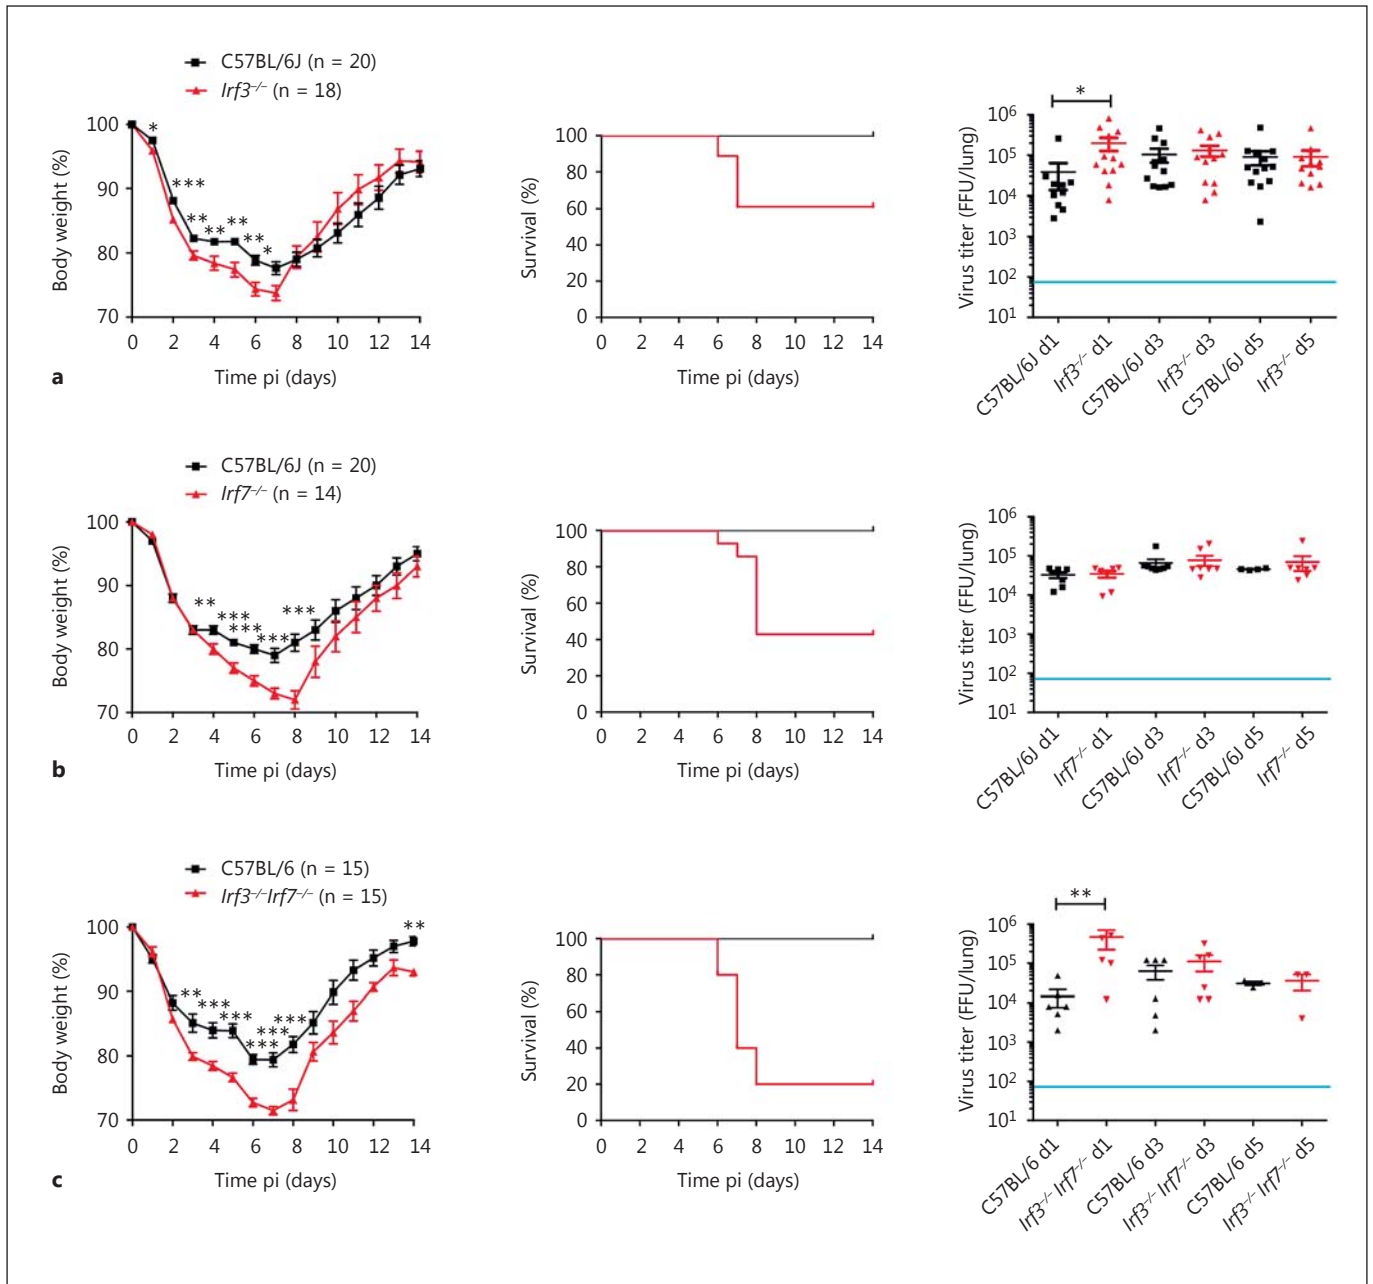 C57BL/6J (n = 20)
Irf3–/– (n = 18)
100
90
80
70
Body weight (%)
*
***
**
**
**
**
*
0 2 4 6 8 10 12 14
Time pi (days)
100
80
60
40
20
0
Survival (%)
0 2 4 6 8 10 12 14
Time pi (days)
*
10⁶
10⁵
10⁴
10³
10²
10¹
Virus titer (FFU/lung)
C57BL/6J d1
Irf3–/– d1
C57BL/6J d3
Irf3–/– d3
C57BL/6J d5
Irf3–/– d5
a
C57BL/6J (n = 20)
Irf7–/– (n = 14)
100
90
80
70
Body weight (%)
**
***
***
***
***
0 2 4 6 8 10 12 14
Time pi (days)
100
80
60
40
20
0
Survival (%)
0 2 4 6 8 10 12 14
Time pi (days)
10⁶
10⁵
10⁴
10³
10²
10¹
Virus titer (FFU/lung)
C57BL/6J d1
Irf7–/– d1
C57BL/6J d3
Irf7–/– d3
C57BL/6J d5
Irf7–/– d5
b
C57BL/6 (n = 15)
Irf3–/–Irf7–/– (n = 15)
100
90
80
70
Body weight (%)
**
***
***
***
***
***
**
0 2 4 6 8 10 12 14
Time pi (days)
100
80
60
40
20
0
Survival (%)
0 2 4 6 8 10 12 14
Time pi (days)
**
10⁶
10⁵
10⁴
10³
10²
10¹
Virus titer (FFU/lung)
C57BL/6 d1
Irf3–/– Irf7–/– d1
C57BL/6 d3
Irf3–/– Irf7–/– d3
C57BL/6 d5
Irf3–/– Irf7–/– d5
c